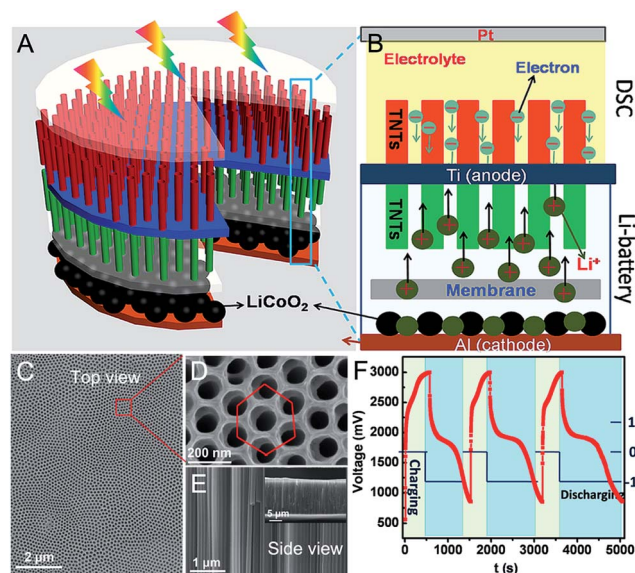 A
B
Pt
Electrolyte
Electron
TNTs
DSC
Ti (anode)
TNTs
Li⁺
Li-battery
Membrane
LiCoO₂
Al (cathode)
C
Top view
2 µm
D
200 nm
E
5 µm
1 µm
Side view
F
Voltage (mV)
3000
2500
2000
1500
1000
500
1
0
-1
Charging
Discharging
0 1000 2000 3000 4000 5000
t (s)